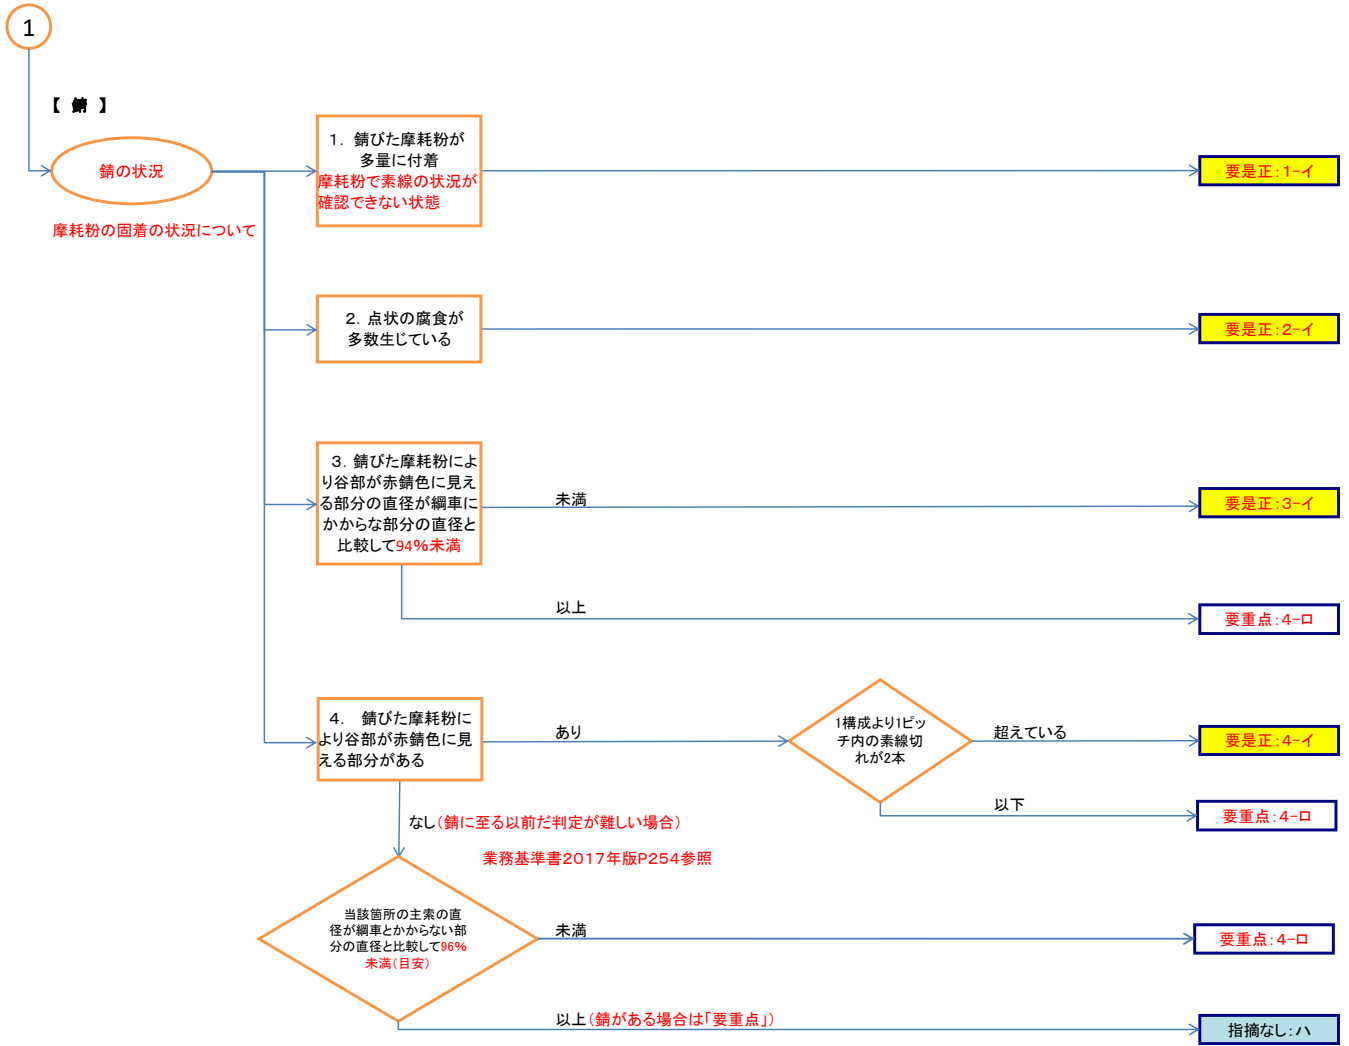 1
【 錆 】
錆の状況
摩耗粉の固着の状況について
1. 錆びた摩耗粉が
多量に付着
摩耗粉で素線の状況が
確認できない状態
要是正:1-イ
2. 点状の腐食が
多数生じている
要是正:2-イ
3. 錆びた摩耗粉によ
り谷部が赤錆色に見え
る部分の直径が綱車に
かからな部分の直径と
比較して94%未満
未満
要是正:3-イ
以上
要重点:4-ロ
4. 錆びた摩耗粉に
より谷部が赤錆色に見
える部分がある
あり
1構成より1ピッ
チ内の素線切
れが2本
超えている
要是正:4-イ
以下
要重点:4-ロ
なし(錆に至る以前だ判定が難しい場合)
業務基準書2017年版P254参照
当該箇所の主素の直
径が綱車とかからない部
分の直径と比較して96%
未満(目安)
未満
要重点:4-ロ
以上(錆がある場合は「要重点」)
指摘なし:ハ